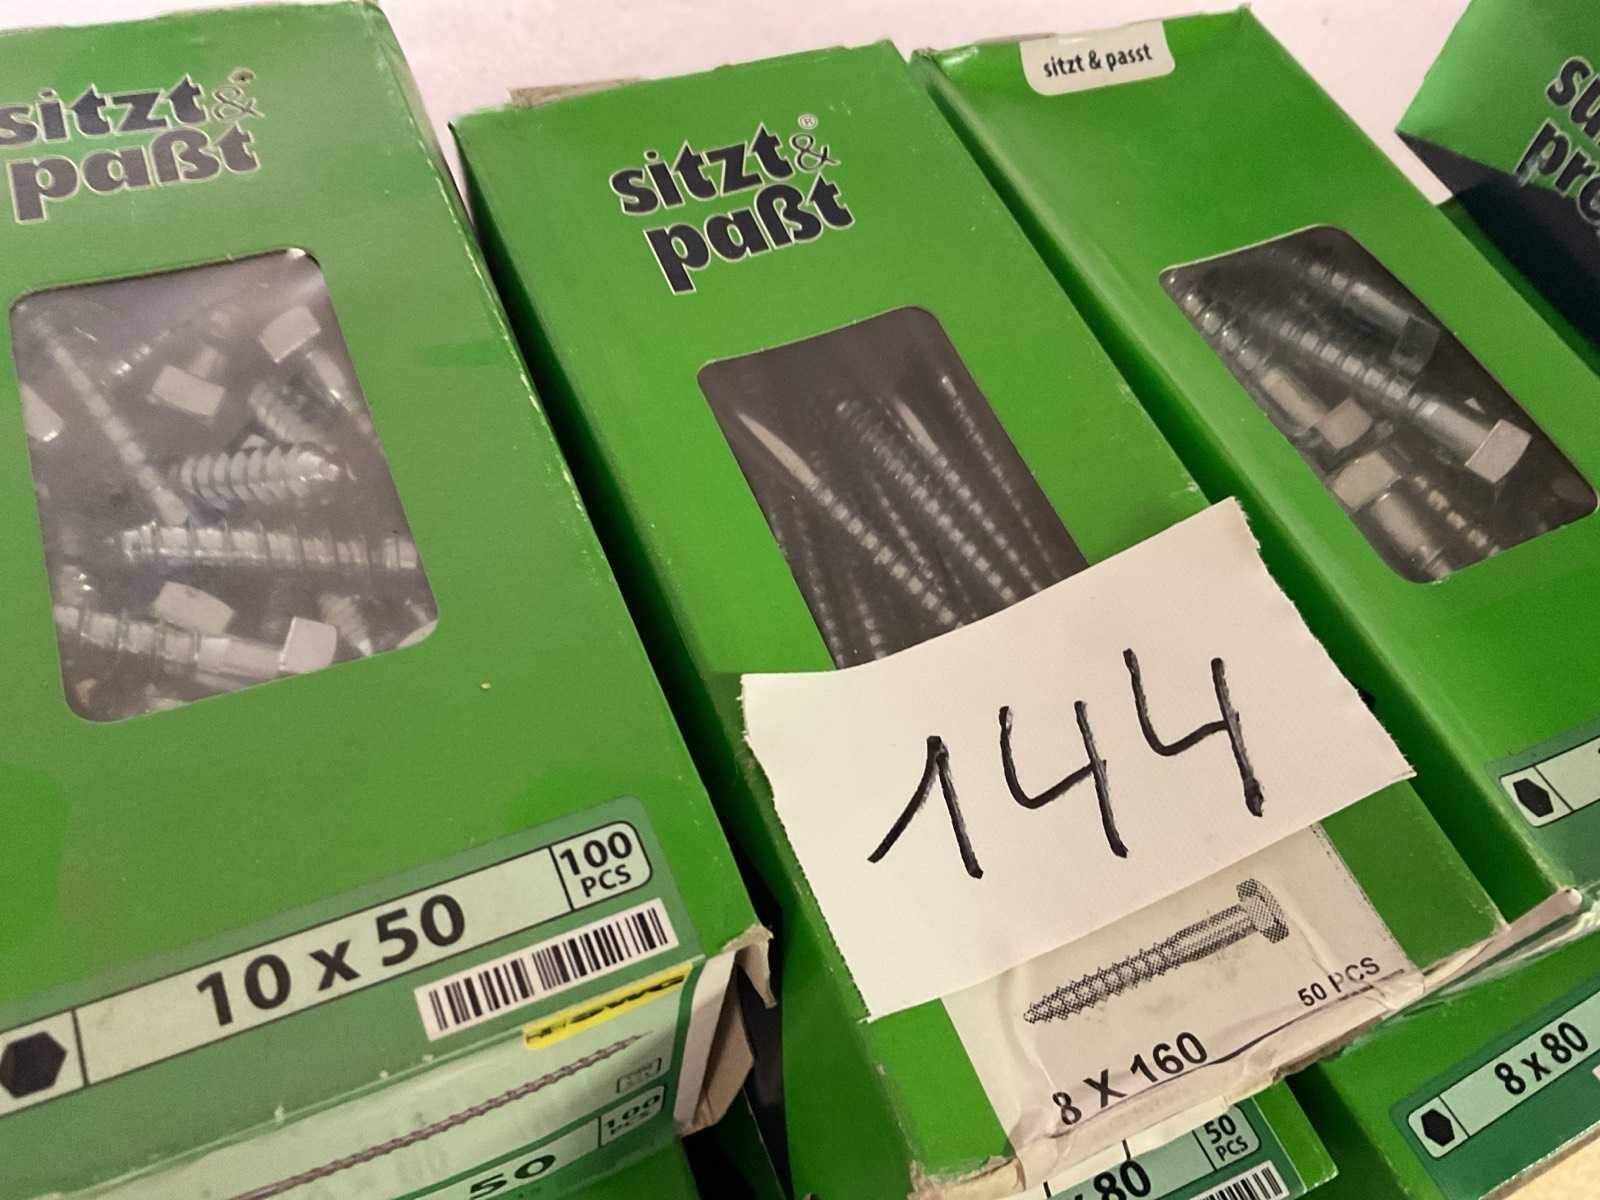 sitzt &
paßt
10 x 50
100
PCS
SWG
100
PCS
50
sitzt & ®
paßt
144
50 PCS
8 X 160
50
PCS
80
sitzt & passt
8 x 80